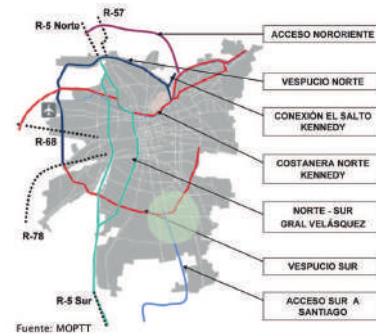 R-57
R-5 Norte
ACCESO NORORIENTE
VESPUCIO NORTE
CONEXIÓN EL SALTO
KENNEDY
R-68
COSTANERA NORTE
KENNEDY
NORTE - SUR
GRAL VELÁSQUEZ
R-78
VESPUCIO SUR
ACCESO SUR A
SANTIAGO
R-5 Sur
Fuente: MOPTT